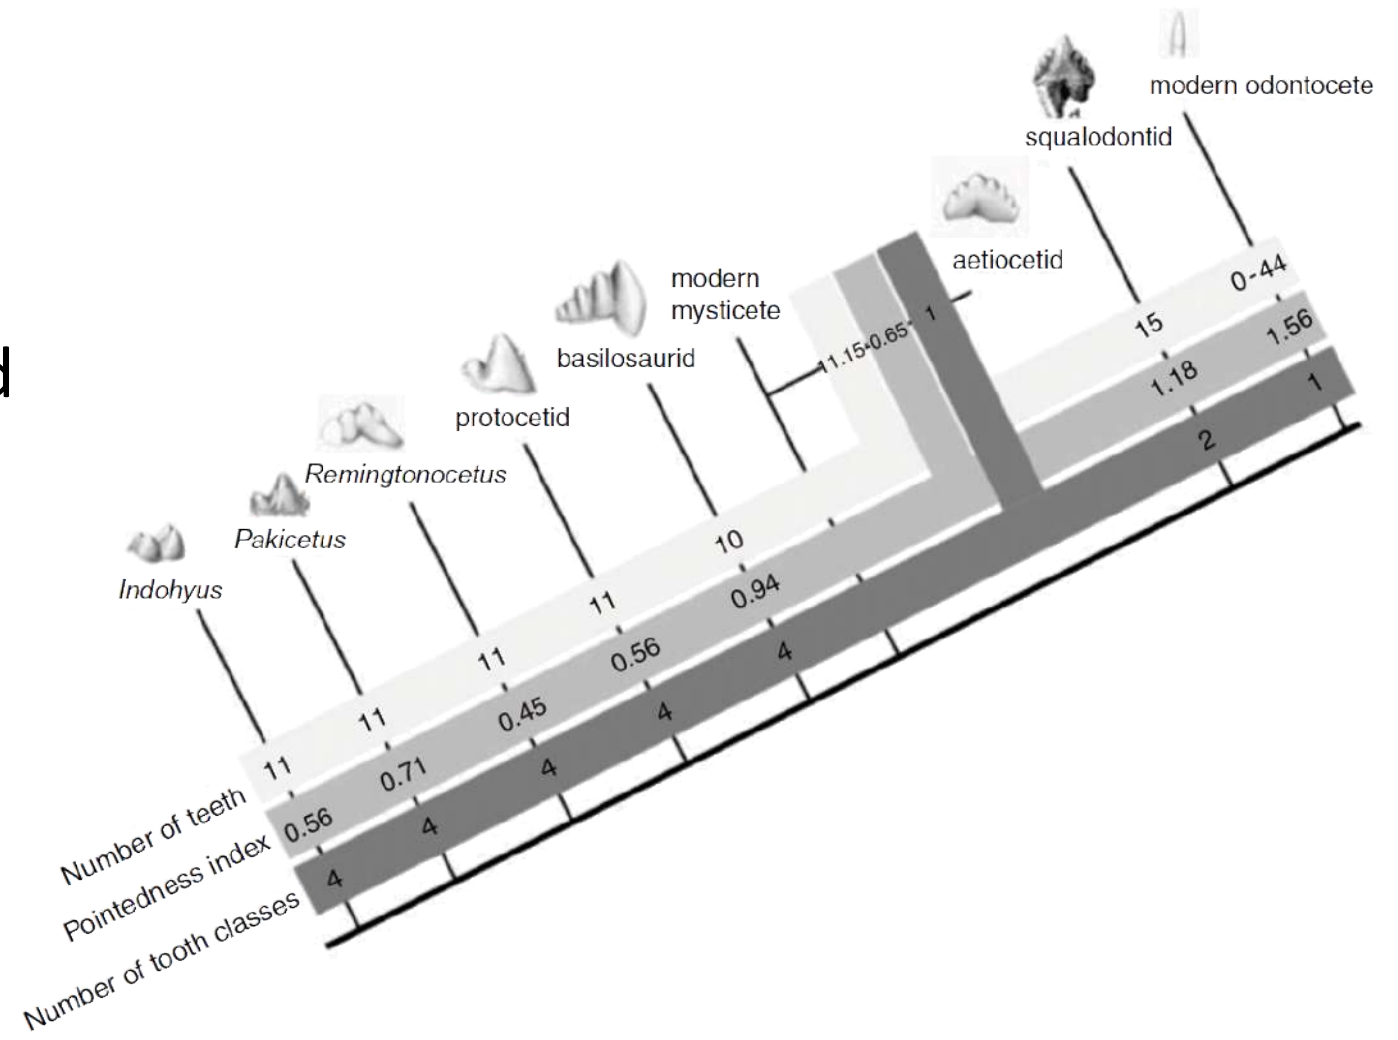 modern odontocete
squalodontid
aetiocetid
modern
mysticete
basilosaurid
protocetid
Remingtonocetus
Pakicetus
Indohyus
Number of teeth
11
11
11
11
10
11.15
15
0-44
Pointedness index
0.56
0.71
0.45
0.56
0.94
0.65
1.18
1.56
Number of tooth classes
4
4
4
4
4
1
2
1
d